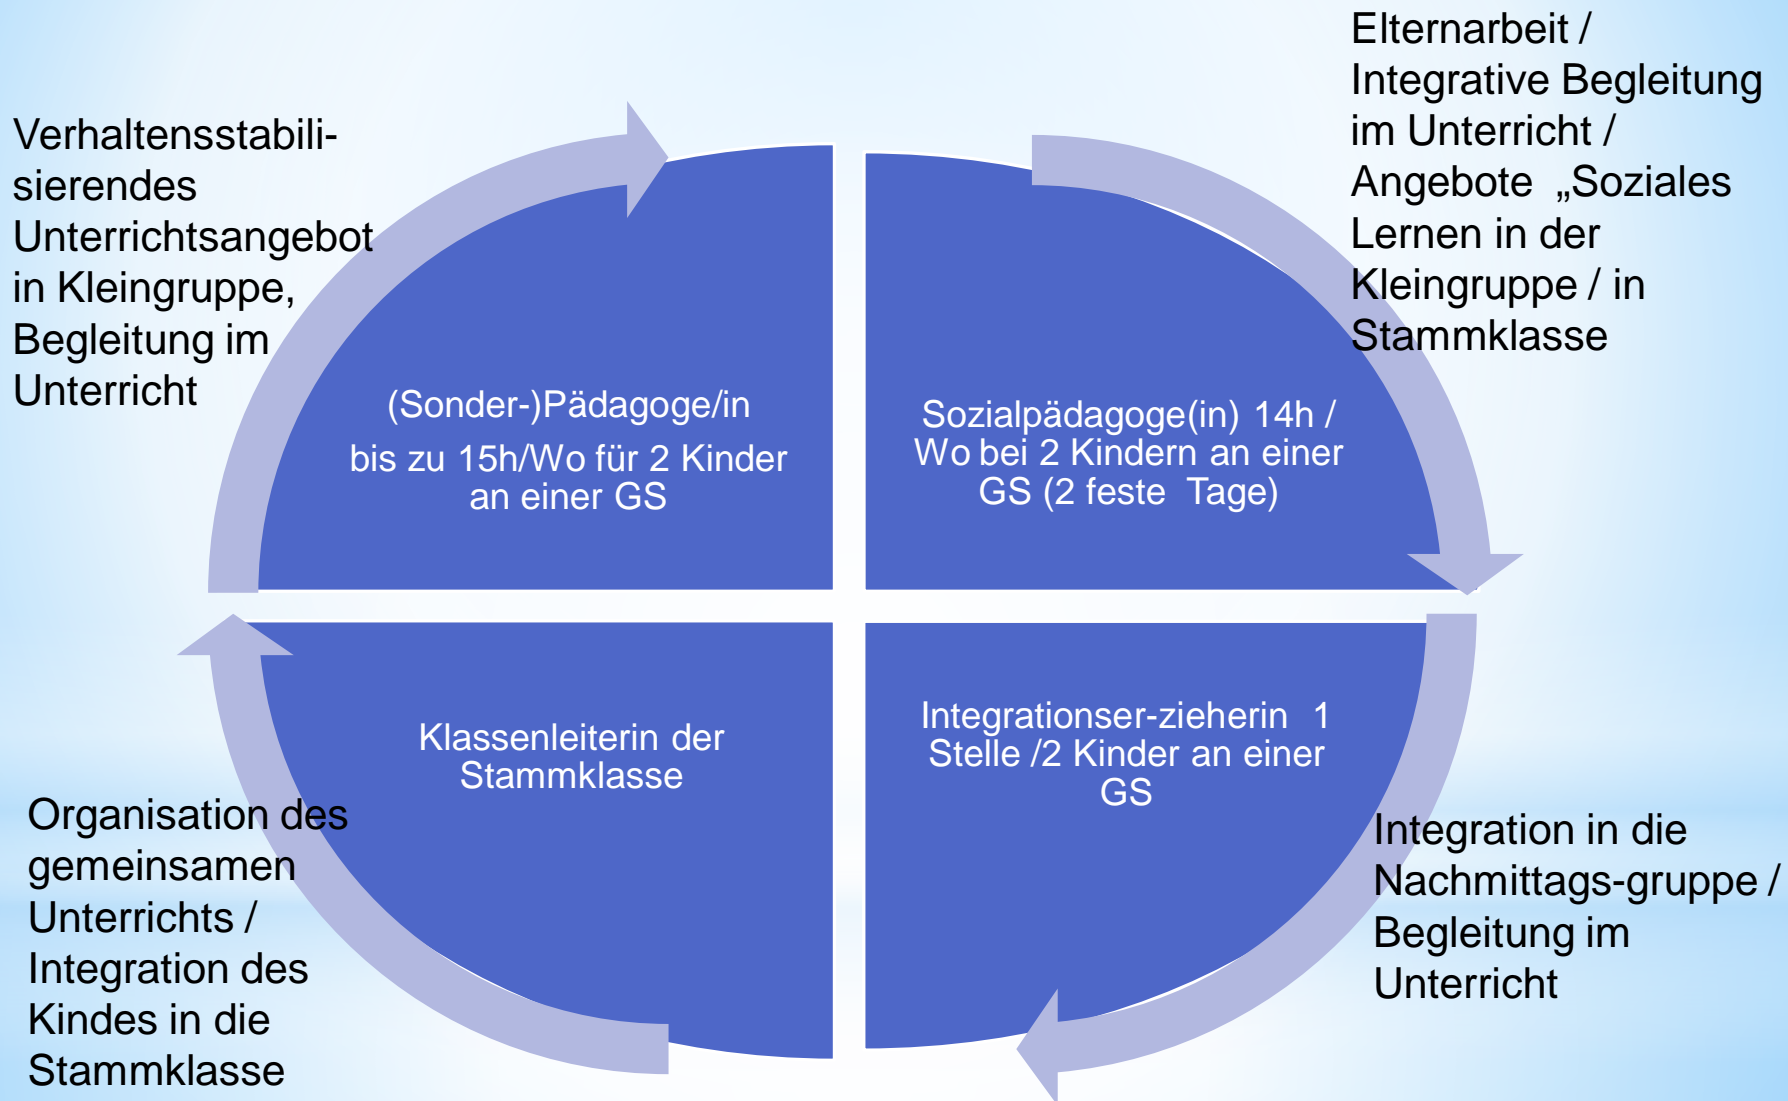 Verhaltensstabili-
sierendes
Unterrichtsangebot
in Kleingruppe,
Begleitung im
Unterricht
(Sonder-)Pädagoge/in
bis zu 15h/Wo für 2 Kinder
an einer GS
Elternarbeit /
Integrative Begleitung
im Unterricht /
Angebote „Soziales
Lernen in der
Kleingruppe / in
Stammklasse
Sozialpädagoge(in) 14h /
Wo bei 2 Kindern an einer
GS (2 feste Tage)
Klassenleiterin der
Stammklasse
Organisation des
gemeinsamen
Unterrichts /
Integration des
Kindes in die
Stammklasse
Integrationser-zieherin 1
Stelle /2 Kinder an einer
GS
Integration in die
Nachmittags-gruppe /
Begleitung im
Unterricht